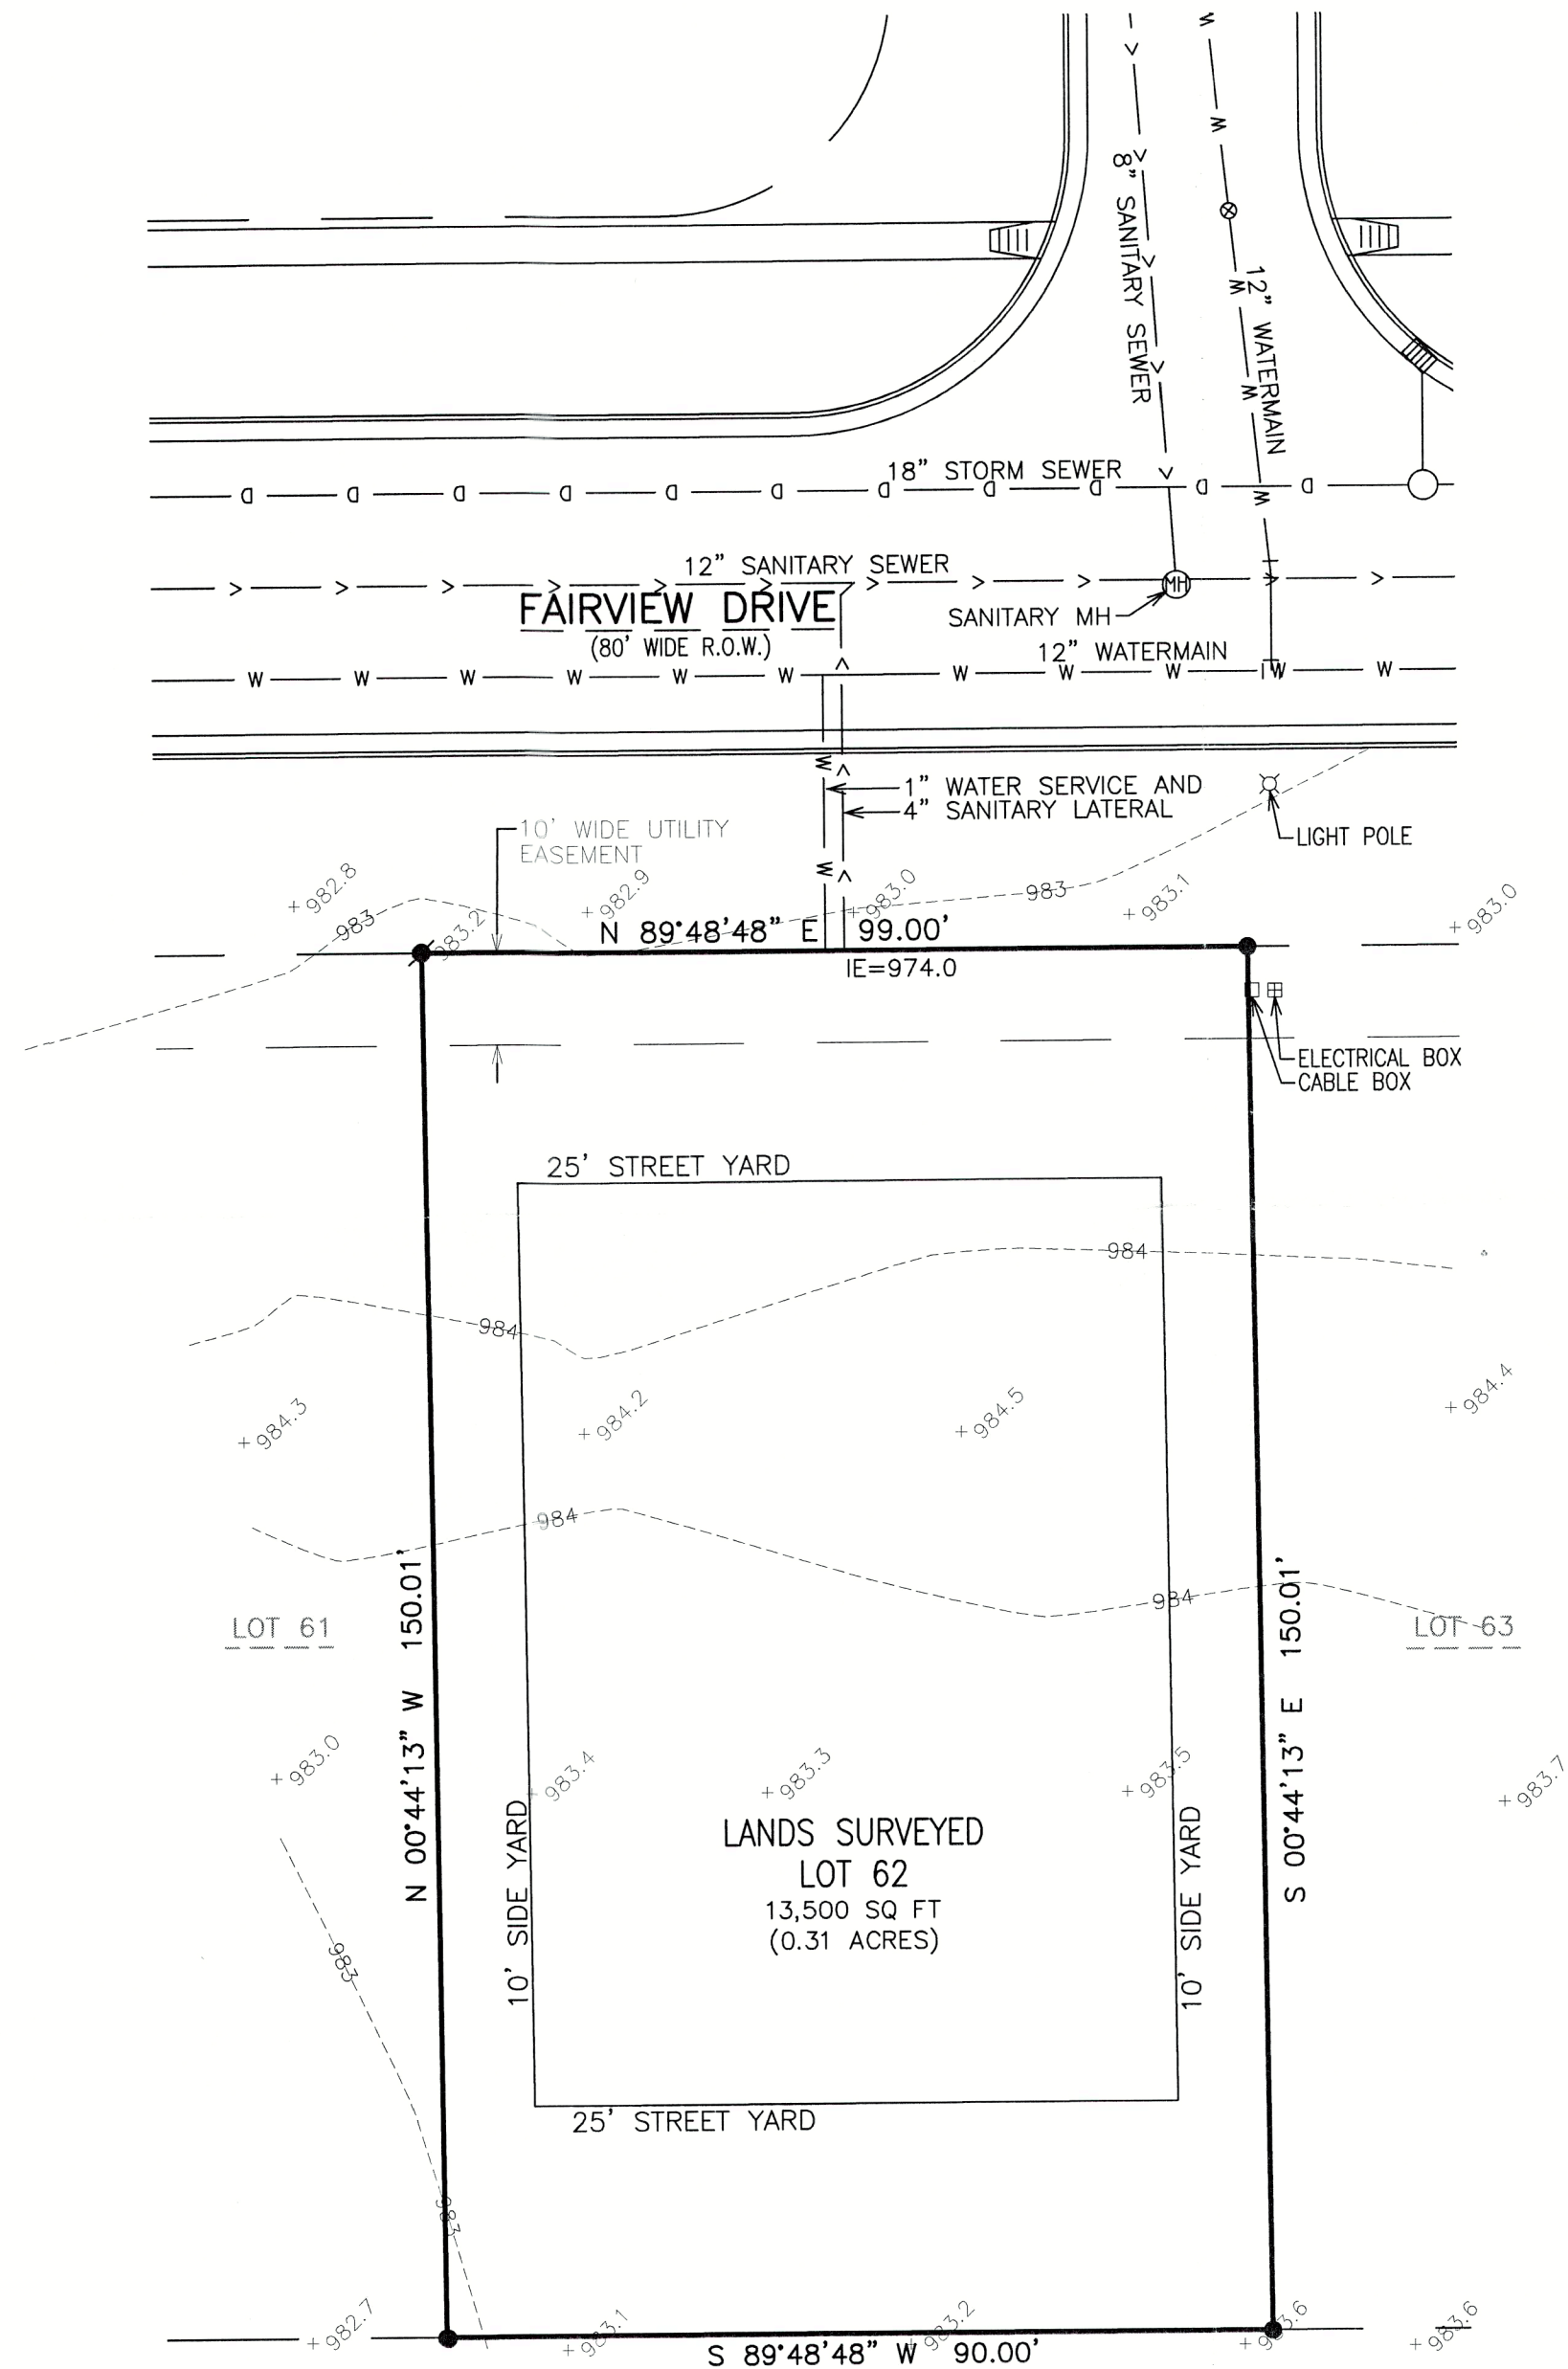 8" SANITARY SEWER
12" WATERMAIN
18" STORM SEWER
D D D D D D D D D D D
12" SANITARY SEWER
FAIRVIEW DRIVE
(80' WIDE R.O.W.)
MH
SANITARY MH
12" WATERMAIN
W W W W W W W W W W W
1" WATER SERVICE AND
4" SANITARY LATERAL
10' WIDE UTILITY
EASEMENT
LIGHT POLE
982.8
982.9
983.0
983
983.1
983.0
983
983.2
N 89°48'48" E 99.00'
IE=974.0
ELECTRICAL BOX
CABLE BOX
25' STREET YARD
984
984
984.3
984.2
984.5
984.4
984
984
LOT 61
LOT 63
N 00°44'13" W 150.01'
S 00°44'13" E 150.01'
983.0
983.4
983.3
983.5
983.7
10' SIDE YARD
10' SIDE YARD
LANDS SURVEYED
LOT 62
13,500 SQ FT
(0.31 ACRES)
983
25' STREET YARD
983
982.7
983.1
983.2
983.6
983.6
S 89°48'48" W 90.00'